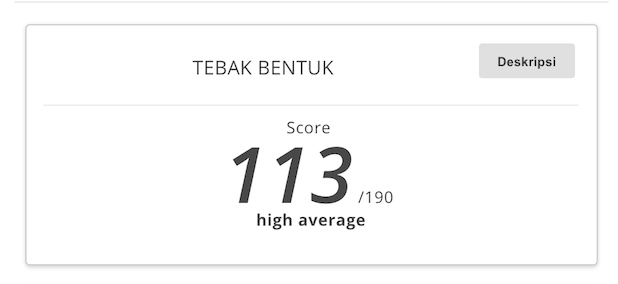 TEBAK BENTUK
Deskripsi
Score
113 /190
high average